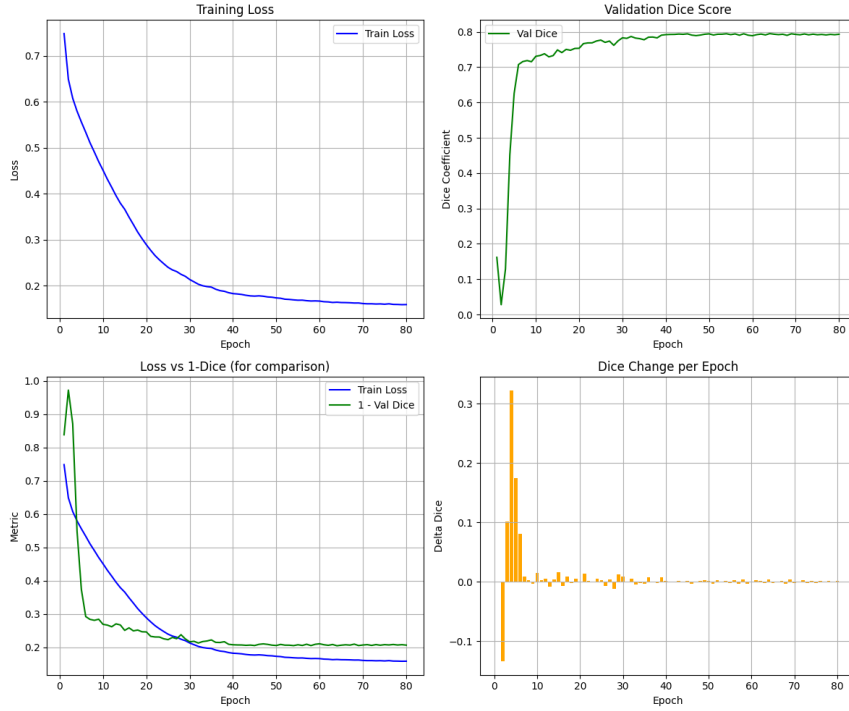 Training Loss
Train Loss
Loss
0.7
0.6
0.5
0.4
0.3
0.2
0 10 20 30 40 50 60 70 80
Epoch
Validation Dice Score
Val Dice
Dice Coefficient
0.8
0.7
0.6
0.5
0.4
0.3
0.2
0.1
0.0
0 10 20 30 40 50 60 70 80
Epoch
Loss vs 1-Dice (for comparison)
Train Loss
1 - Val Dice
Metric
1.0
0.9
0.8
0.7
0.6
0.5
0.4
0.3
0.2
0 10 20 30 40 50 60 70 80
Epoch
Dice Change per Epoch
Delta Dice
0.3
0.2
0.1
0.0
−0.1
0 10 20 30 40 50 60 70 80
Epoch